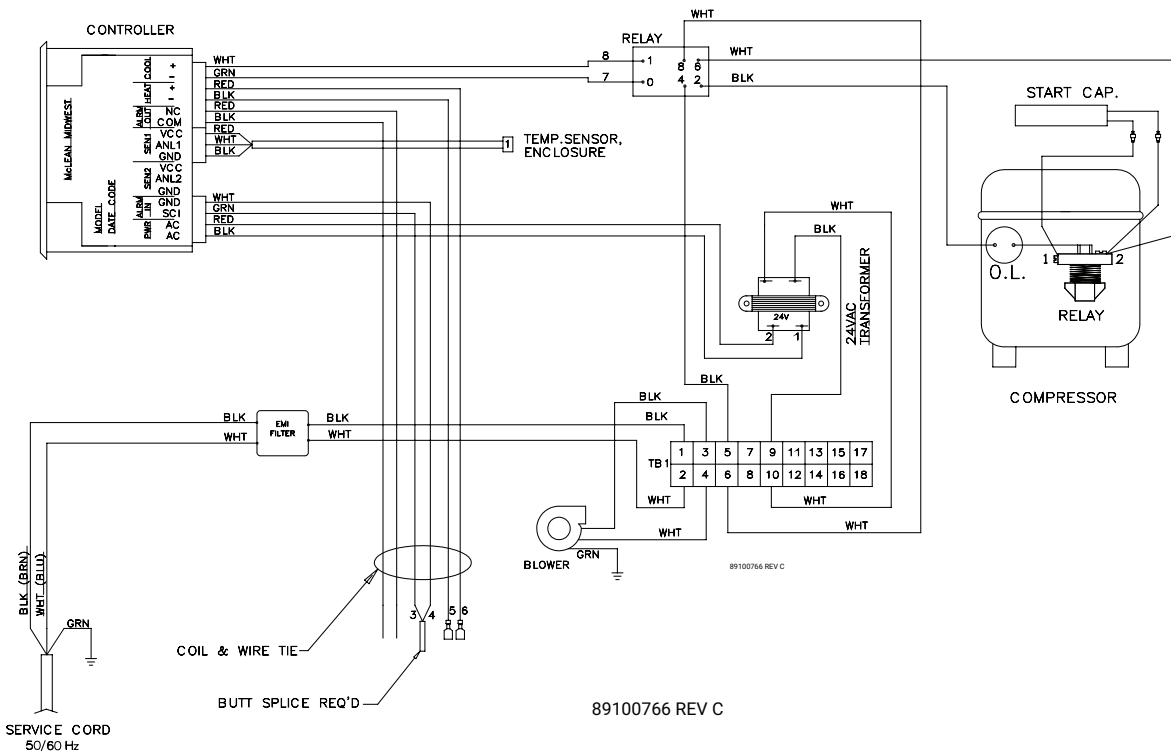 CONTROLLER
McLEAN MIDWEST
MODEL
DATE CODE
COOL
+
-
HEAT
+
-
ALRM
OUT
NC
COM
SEN1
VCC
ANL1
GND
SEN2
VCC
ANL2
GND
ALRM
IN
GND
SCI
PWR
AC
AC
WHT
GRN
RED
BLK
RED
BLK
RED
WHT
BLK
WHT
GRN
RED
BLK
1
TEMP.SENSOR,
ENCLOSURE
8
7
RELAY
1
0
8 6
4 2
WHT
WHT
BLK
START CAP.
O.L.
1
2
RELAY
COMPRESSOR
WHT
BLK
24V
2 1
24VAC
TRANSFORMER
BLK
BLK
BLK
BLK
EMI
FILTER
BLK
WHT
WHT
TB1
1 3 5 7 9 11 13 15 17
2 4 6 8 10 12 14 16 18
WHT
WHT
WHT
WHT
GRN
BLOWER
89100766 REV C
BLK (BRN)
WHT (BLU)
GRN
3 4
5 6
COIL & WIRE TIE
BUTT SPLICE REQ'D
89100766 REV C
SERVICE CORD
50/60 Hz